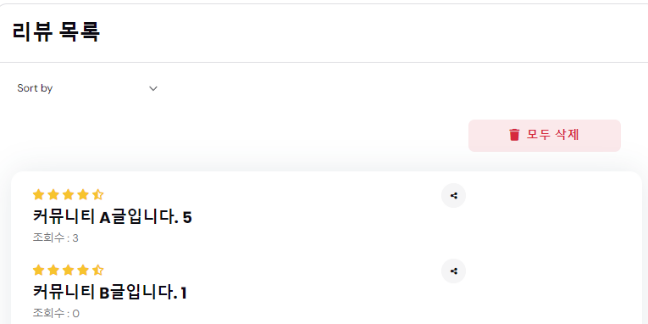 리뷰 목록
Sort by
모두 삭제
커뮤니티 A글입니다. 5
조회수 : 3
커뮤니티 B글입니다. 1
조회수 : 0